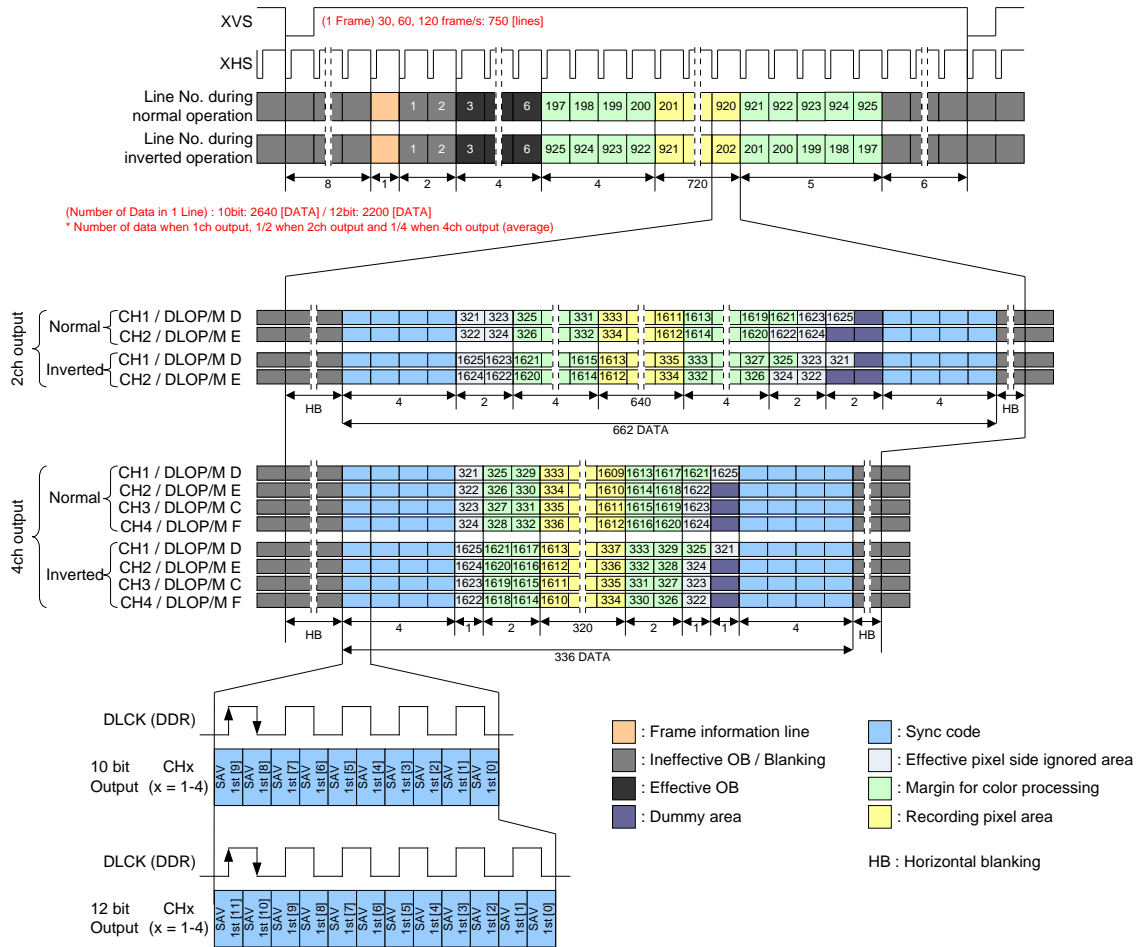 XVS (1 Frame) 30, 60, 120 frame/s: 750 [lines]
XHS
Line No. during normal operation 1 2 3 6 197 198 199 200 201 920 921 922 923 924 925
Line No. during inverted operation 1 2 3 6 925 924 923 922 921 202 201 200 199 198 197
8 1 2 4 4 720 5 6
(Number of Data in 1 Line) : 10bit: 2640 [DATA] / 12bit: 2200 [DATA]
* Number of data when 1ch output, 1/2 when 2ch output and 1/4 when 4ch output (average)
2ch output
Normal
CH1 / DLOP/M D 321 323 325 331 333 1611 1613 1619 1621 1623 1625
CH2 / DLOP/M E 322 324 326 332 334 1612 1614 1620 1622 1624
Inverted
CH1 / DLOP/M D 1625 1623 1621 1615 1613 335 333 327 325 323 321
CH2 / DLOP/M E 1624 1622 1620 1614 1612 334 332 326 324 322
HB 4 2 4 640 4 2 2 4 HB
662 DATA
4ch output
Normal
CH1 / DLOP/M D 321 325 329 333 1609 1613 1617 1621 1625
CH2 / DLOP/M E 322 326 330 334 1610 1614 1618 1622
CH3 / DLOP/M C 323 327 331 335 1611 1615 1619 1623
CH4 / DLOP/M F 324 328 332 336 1612 1616 1620 1624
Inverted
CH1 / DLOP/M D 1625 1621 1617 1613 337 333 329 325 321
CH2 / DLOP/M E 1624 1620 1616 1612 336 332 328 324
CH3 / DLOP/M C 1623 1619 1615 1611 335 331 327 323
CH4 / DLOP/M F 1622 1618 1614 1610 334 330 326 322
HB 4 1 2 320 2 1 1 4 HB
336 DATA
DLCK (DDR)
10 bit Output CHx (x = 1-4)
SAV 1st [9] SAV 1st [8] SAV 1st [7] SAV 1st [6] SAV 1st [5] SAV 1st [4] SAV 1st [3] SAV 1st [2] SAV 1st [1] SAV 1st [0]
DLCK (DDR)
12 bit Output CHx (x = 1-4)
SAV 1st [11] SAV 1st [10] SAV 1st [9] SAV 1st [8] SAV 1st [7] SAV 1st [6] SAV 1st [5] SAV 1st [4] SAV 1st [3] SAV 1st [2] SAV 1st [1] SAV 1st [0]
: Frame information line
: Ineffective OB / Blanking
: Effective OB
: Dummy area
: Sync code
: Effective pixel side ignored area
: Margin for color processing
: Recording pixel area
HB : Horizontal blanking